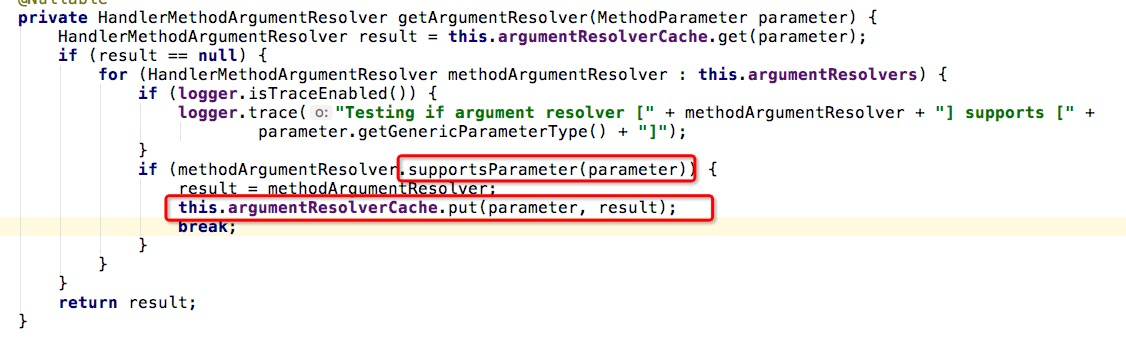 @Nullable
private HandlerMethodArgumentResolver getArgumentResolver(MethodParameter parameter) {
HandlerMethodArgumentResolver result = this.argumentResolverCache.get(parameter);
if (result == null) {
for (HandlerMethodArgumentResolver methodArgumentResolver : this.argumentResolvers) {
if (logger.isTraceEnabled()) {
logger.trace( o: "Testing if argument resolver [" + methodArgumentResolver + "] supports [" +
parameter.getGenericParameterType() + "]");
}
if (methodArgumentResolver.supportsParameter(parameter)) {
result = methodArgumentResolver;
this.argumentResolverCache.put(parameter, result);
break;
}
}
}
return result;
}